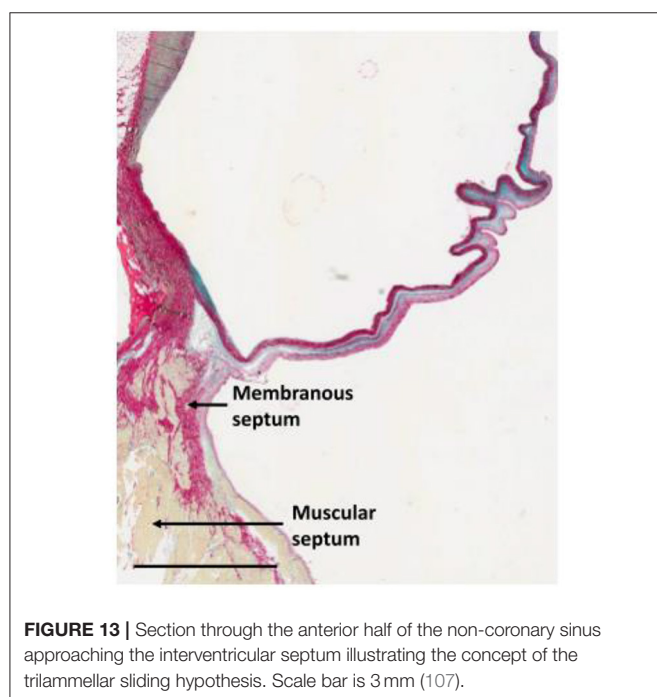 Membranous
septum
Muscular
septum
FIGURE 13 | Section through the anterior half of the non-coronary sinus
approaching the interventricular septum illustrating the concept of the
trilammellar sliding hypothesis. Scale bar is 3 mm (107).